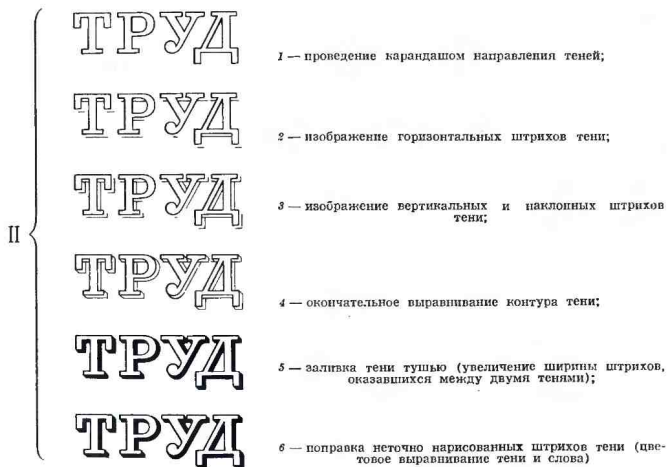 ТРУД
1 — проведение карандашом направления теней;
ТРУД
2 — изображение горизонтальных штрихов тени;
II
ТРУД
3 — изображение вертикальных и наклонных штрихов
тени;
ТРУД
4 — окончательное выравнивание контура тени;
ТРУД
5 — заливка тени тушью (увеличение ширины штрихов,
оказавшихся между двумя тенями);
ТРУД
6 — поправка неточно нарисованных штрихов тени (цве-
товое выравнивание тени и слова)